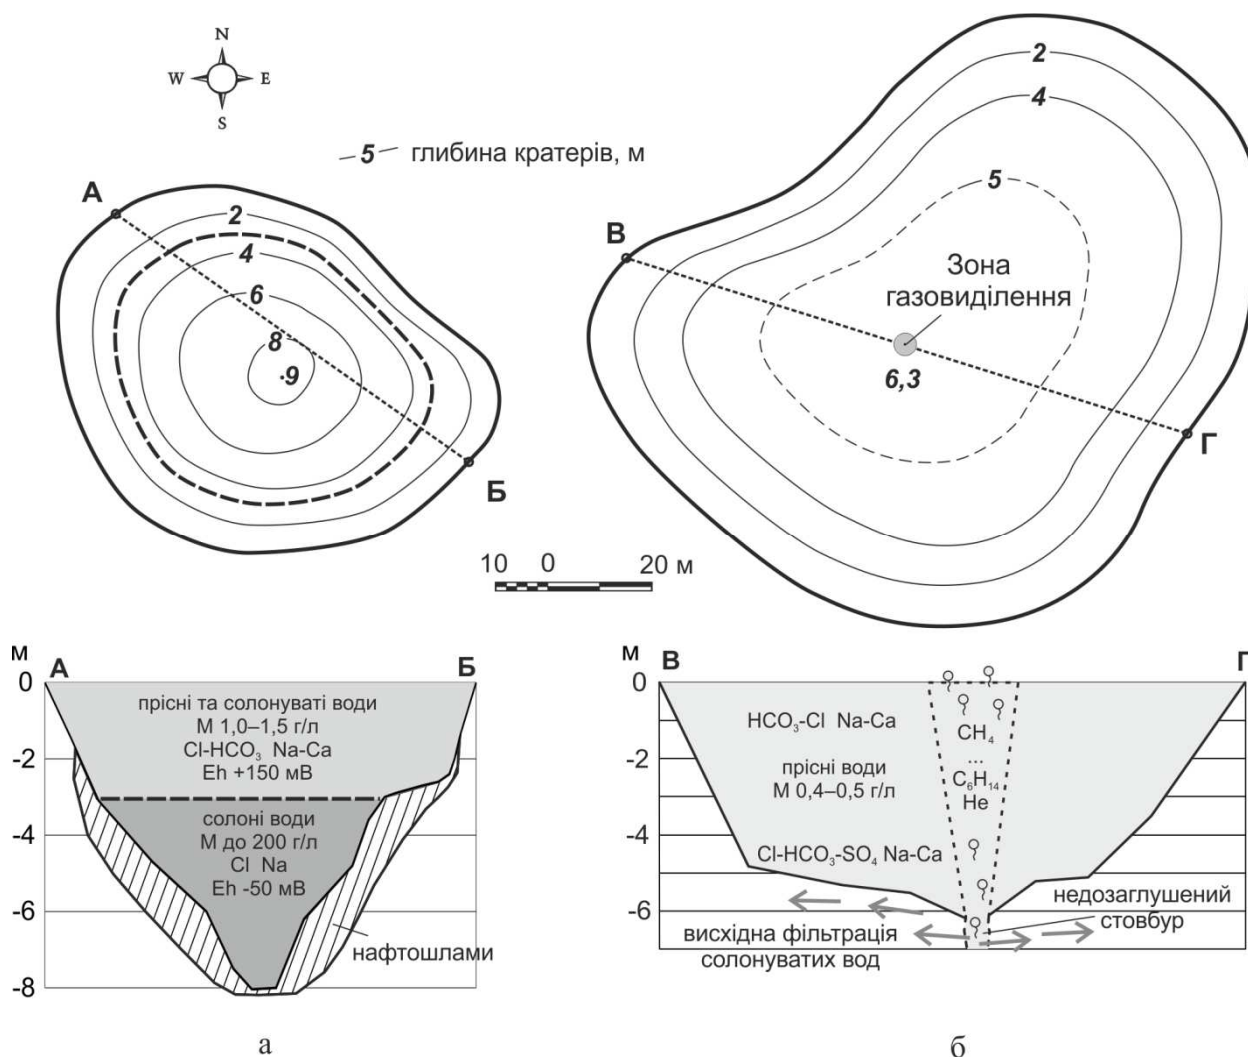 N
W E
S
5 глибина кратерів, м
А
2
4
6
8
9
Б
2
4
5
В
Зона
газовиділення
6,3
Г
10 0 20 м
м
А
Б
0
-2
-4
-6
-8
прісні та солонуваті води
М 1,0–1,5 г/л
Cl-HCO₃ Na-Ca
Eh +150 мВ
солоні води
М до 200 г/л
Cl Na
Eh -50 мВ
нафтошлами
а
м
В
Г
0
-2
-4
-6
HCO₃-Cl Na-Ca
прісні води
М 0,4–0,5 г/л
Cl-HCO₃-SO₄ Na-Ca
CH₄
...
C₆H₁₄
He
висхідна фільтрація
солонуватих вод
недозаглушений
стовбур
б